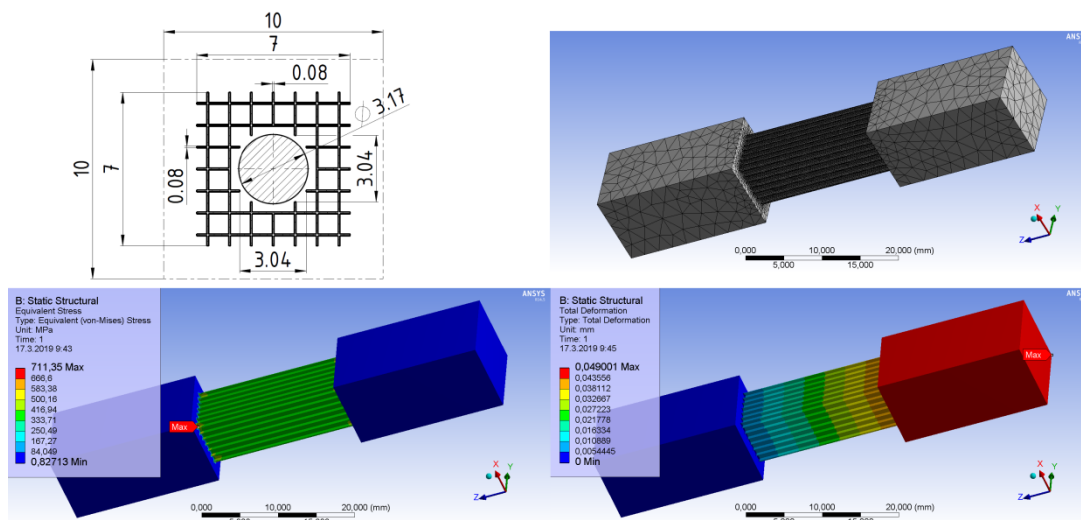 10
7
0.08
3.17
10
7
0.08
3.04
3.04
ANSYS
0,000 10,000 20,000 (mm)
5,000 15,000
X Y Z
B: Static Structural
Equivalent Stress
Type: Equivalent (von-Mises) Stress
Unit: MPa
Time: 1
17.3.2019 9:43
711,35 Max
666,6
583,38
500,16
416,94
333,71
250,49
167,27
84,049
0,82713 Min
Max
ANSYS
0,000 10,000 20,000 (mm)
X Y Z
B: Static Structural
Total Deformation
Type: Total Deformation
Unit: mm
Time: 1
17.3.2019 9:45
0,049001 Max
0,043556
0,038112
0,032667
0,027223
0,021778
0,016334
0,010889
0,0054445
0 Min
Max
ANSYS
0,000 10,000 20,000 (mm)
X Y Z